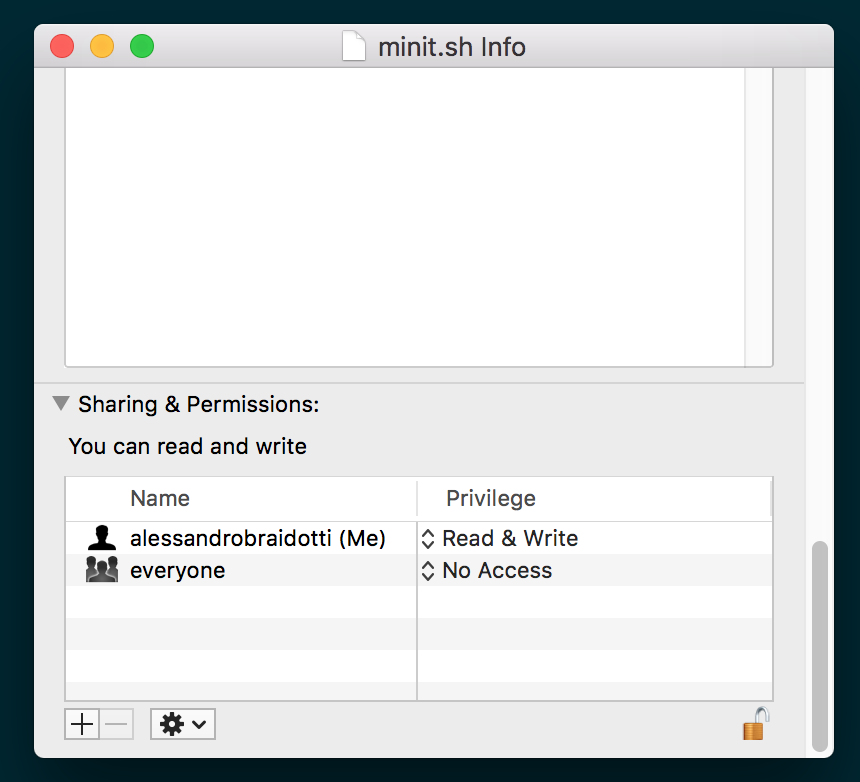 minit.sh Info
Sharing & Permissions:
You can read and write
Name Privilege
alessandrobraidotti (Me) Read & Write
everyone No Access